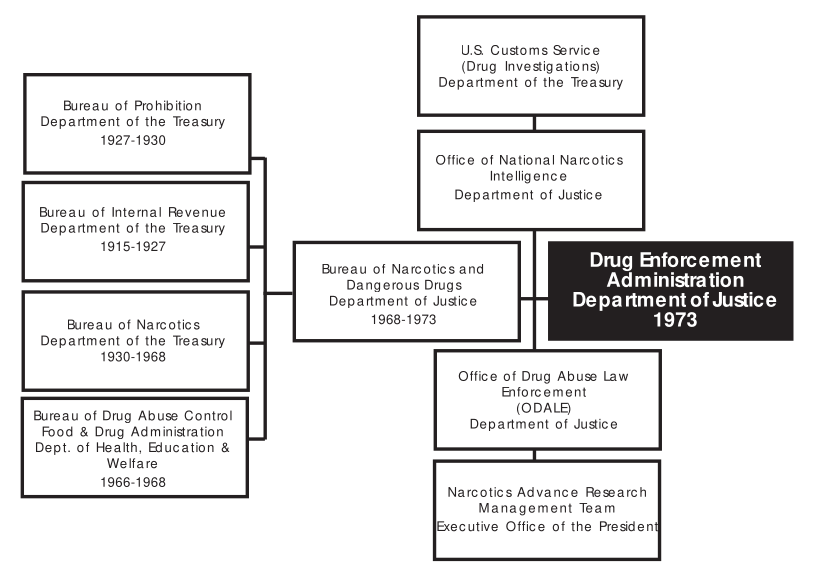 U.S. Customs Service
(Drug Investigations)
Department of the Treasury
Bureau of Prohibition
Department of the Treasury
1927-1930
Office of National Narcotics
Intelligence
Department of Justice
Bureau of Internal Revenue
Department of the Treasury
1915-1927
Bureau of Narcotics and
Dangerous Drugs
Department of Justice
1968-1973
Drug Enforcement
Administration
Department of Justice
1973
Bureau of Narcotics
Department of the Treasury
1930-1968
Office of Drug Abuse Law
Enforcement
(ODALE)
Department of Justice
Bureau of Drug Abuse Control
Food & Drug Administration
Dept. of Health, Education &
Welfare
1966-1968
Narcotics Advance Research
Management Team
Executive Office of the President